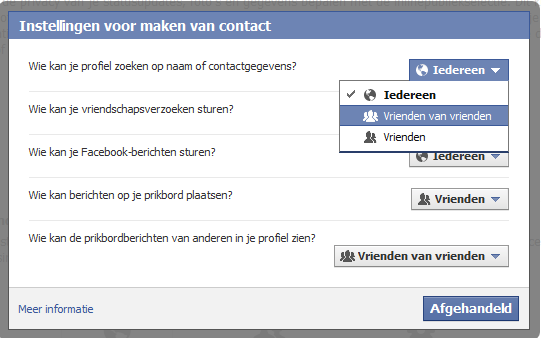 Instellingen voor maken van contact
Wie kan je profiel zoeken op naam of contactgegevens?
Iedereen
Iedereen
Vrienden van vrienden
Vrienden
Wie kan je vriendschapsverzoeken sturen?
Wie kan je Facebook-berichten sturen?
Iedereen
Wie kan berichten op je prikbord plaatsen?
Vrienden
Wie kan de prikbordberichten van anderen in je profiel zien?
Vrienden van vrienden
Meer informatie
Afgehandeld